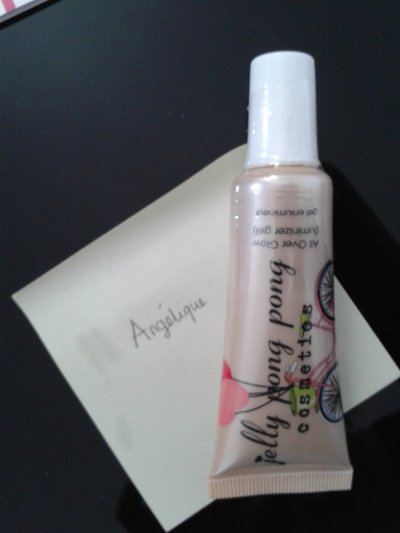 Angélique
All Over Glow
(luminizer gel)
gel enlumineur
jelly pong pong
cosmetics